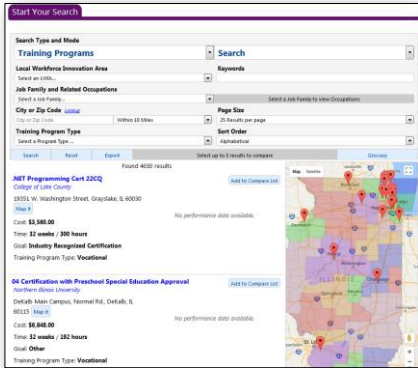 Start Your Search
Search Type and Mode
Training Programs
Search
Local Workforce Innovation Area
Keywords
Select an LWIA...
Job Family and Related Occupations
Select a Job Family...
Select a Job Family to view Occupations
City or Zip Code Lookup
Page Size
City or Zip Code
Within 10 Miles
25 Results per page
Training Program Type
Sort Order
Select a Program Type ...
Alphabetical
Search Reset Export Select up to 3 results to compare Glossary
Found 4650 results
.NET Programming Cert 22CQ
Add to Compare List
College of Lake County
19351 W. Washington Street, Grayslake, IL 60030
Map it
No performance data available.
Cost: $3,560.00
Time: 32 weeks / 300 hours
Goal: Industry Recognized Certification
Training Program Type: Vocational
04 Certification with Preschool Special Education Approval
Add to Compare List
Northern Illinois University
DeKalb Main Campus, Normal Rd., DeKalb, IL
60115 Map it
No performance data available.
Cost: $6,848.00
Time: 32 weeks / 192 hours
Goal: Other
Training Program Type: Vocational
Map Satellite
ILLINOIS
Springfield